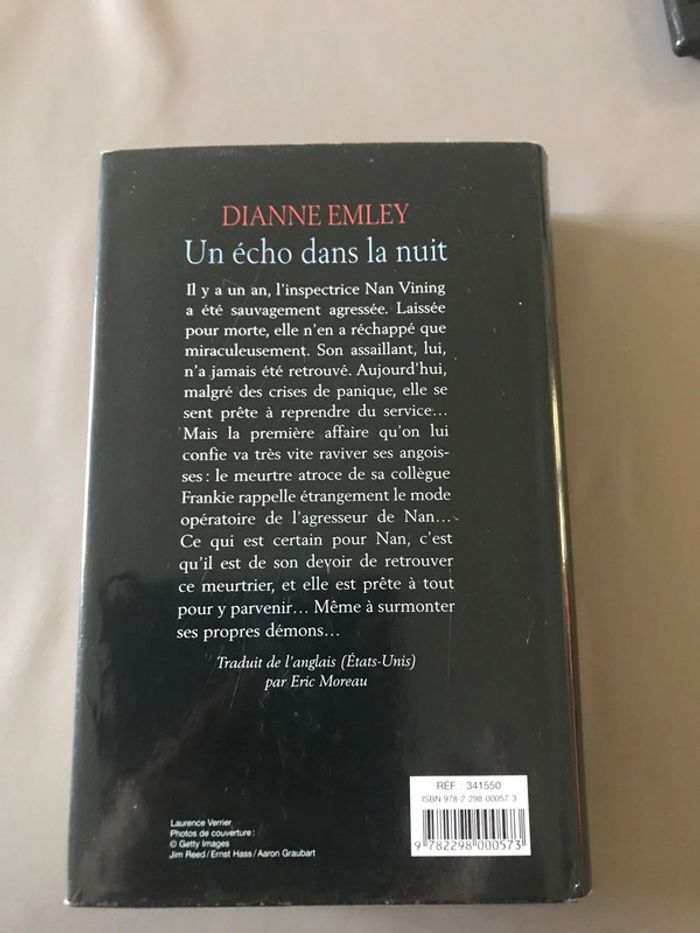 DIANNE EMLEY
Un écho dans la nuit
Il y a un an, l'inspectrice Nan Vining
a été sauvagement agressée. Laissée
pour morte, elle n'en a réchappé que
miraculeusement. Son assaillant, lui,
n'a jamais été retrouvé. Aujourd'hui,
malgré des crises de panique, elle se
sent prête à reprendre du service...
Mais la première affaire qu'on lui
confie va très vite raviver ses angois-
ses : le meurtre atroce de sa collègue
Frankie rappelle étrangement le mode
opératoire de l'agresseur de Nan...
Ce qui est certain pour Nan, c'est
qu'il est de son devoir de retrouver
ce meurtrier, et elle est prête à tout
pour y parvenir... Même à surmonter
ses propres démons...
Traduit de l'anglais (États-Unis)
par Eric Moreau
RÉF. : 341550
ISBN 978-2-298-00057-3
9 782298 000573
Laurence Verrier
Photos de couverture :
© Getty Images
Jim Reed / Ernst Hass / Aaron Graubart